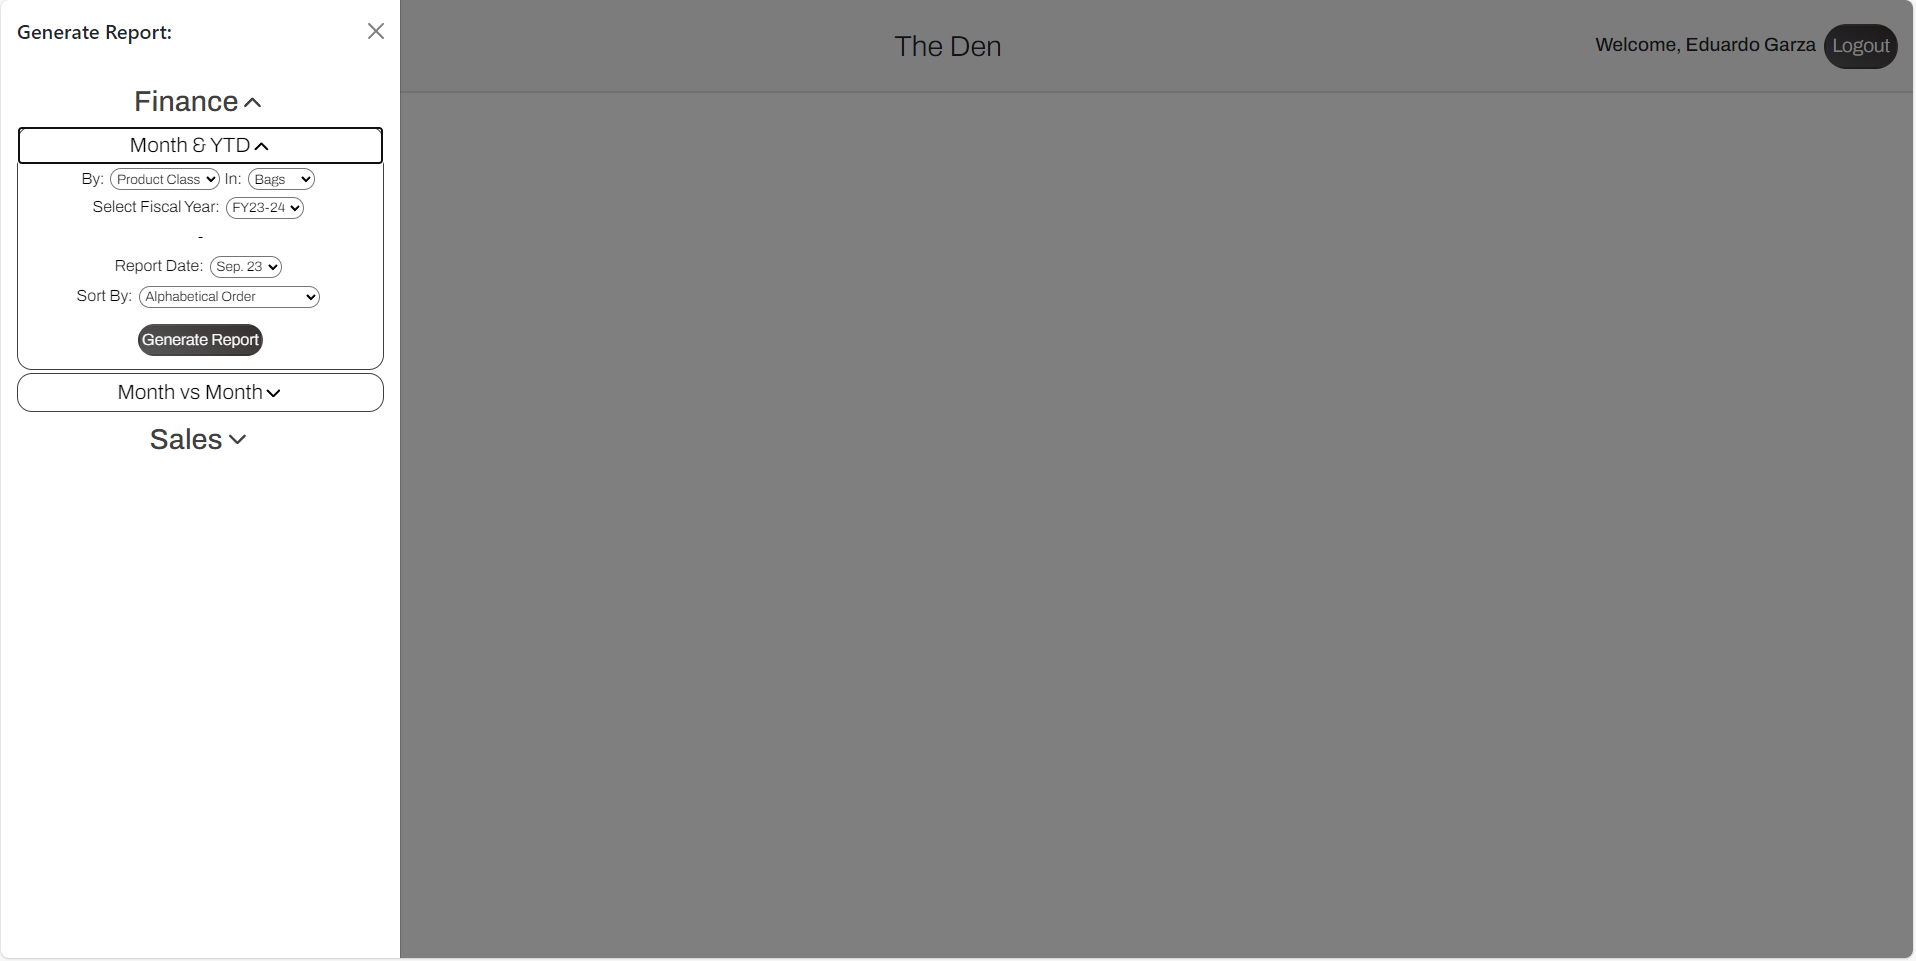 Generate Report:
The Den
Welcome, Eduardo Garza Logout
Finance
Month & YTD
By: Product Class In: Bags
Select Fiscal Year: FY23-24
-
Report Date: Sep. 23
Sort By: Alphabetical Order
Generate Report
Month vs Month
Sales